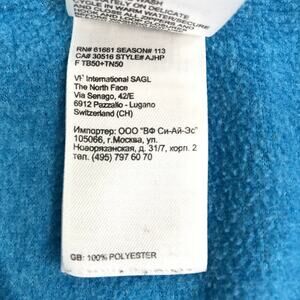 RN# 61661 SEASON# 113
CA# 30516 STYLE# AJHP
F TB50+TN50
VF International SAGL
The North Face
Via Senago, 42/E
6912 Pazzallo - Lugano
Switzerland (CH)
Импортер: ООО "ВФ Си-Ай-Эс"
105066, г.Москва, ул.
Новорязанская, д. 31/7, корп. 2
тел. (495) 797 60 70
GB: 100% POLYESTER